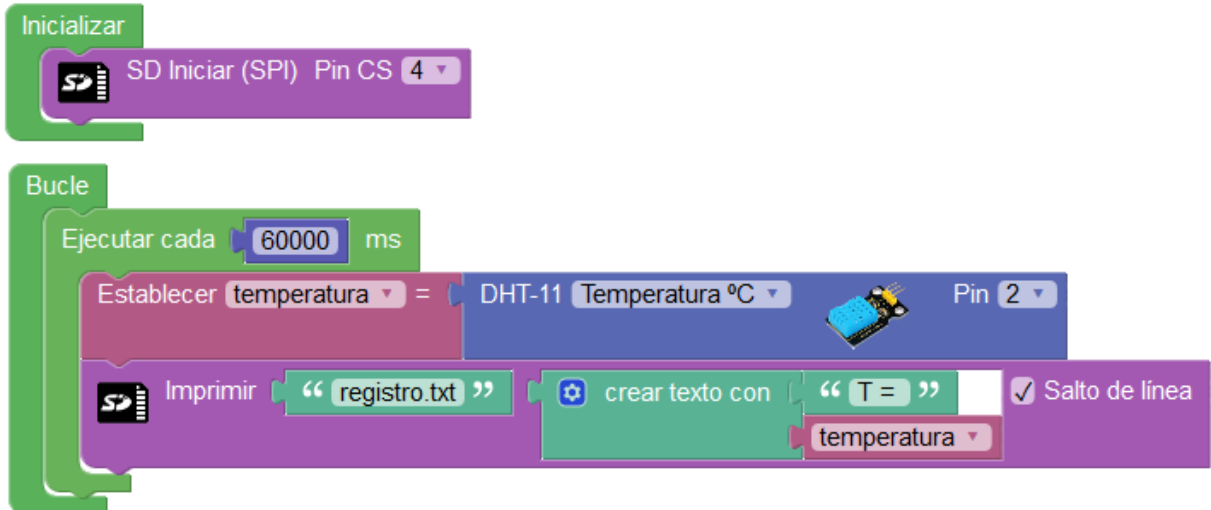 Inicializar
SD Iniciar (SPI) Pin CS 4
Bucle
Ejecutar cada 60000 ms
Establecer temperatura = DHT-11 Temperatura ºC Pin 2
SD Imprimir “ registro.txt ” crear texto con “ T = ” Salto de línea
temperatura